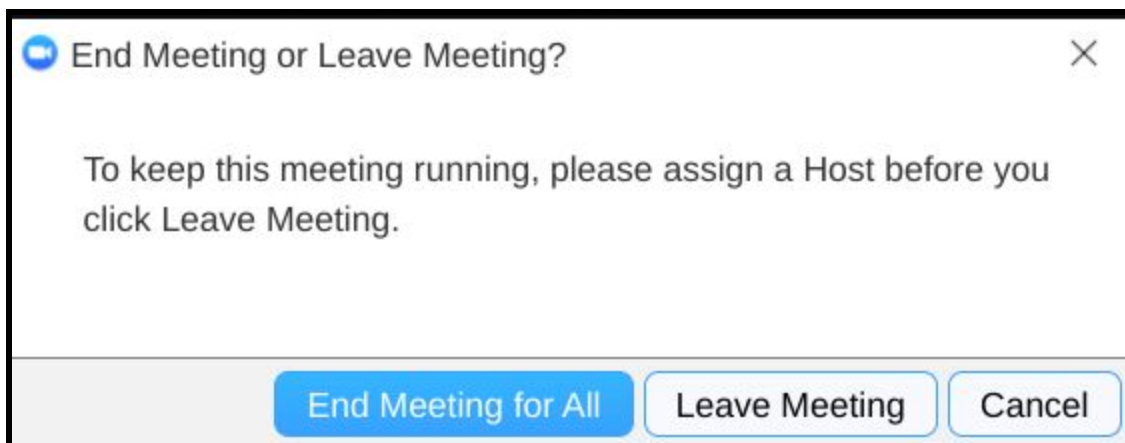 End Meeting or Leave Meeting?
To keep this meeting running, please assign a Host before you
click Leave Meeting.
End Meeting for All
Leave Meeting
Cancel